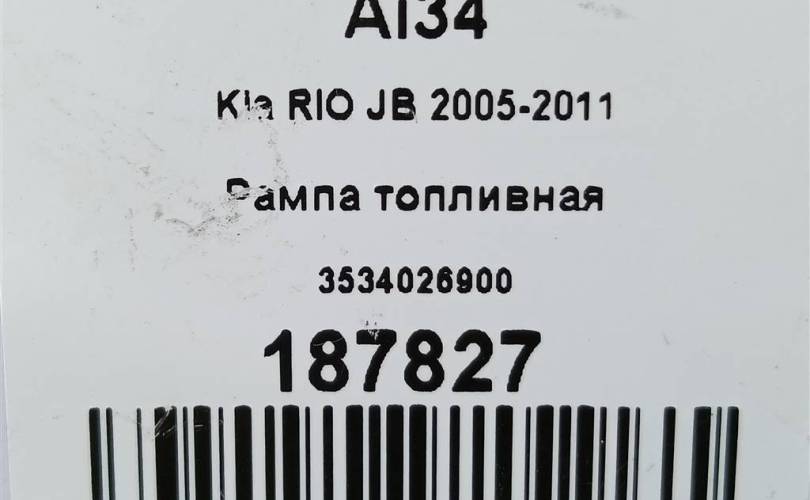 Ai34
Kia RIO JB 2005-2011
Рампа топливная
3534026900
187827